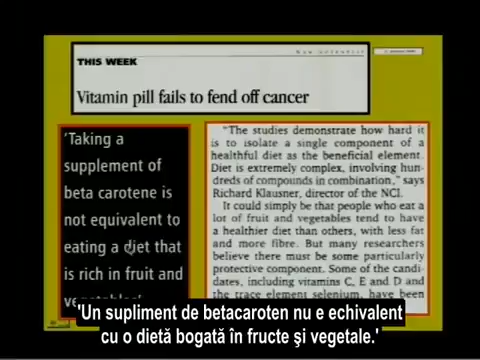 THIS WEEK
Vitamin pill fails to fend off cancer
'Taking a
supplement of
beta carotene is
not equivalent to
eating a diet that
is rich in fruit and
"The studies demonstrate how hard it
is to isolate a single component of
a healthful diet as the beneficial element.
Diet is extremely complex, involving hun-
dreds of compounds in combination," says
Richard Klausner, director of the NCI.
It could simply be that people who eat a
lot of fruit and vegetables tend to have
a healthier diet than others, with less fat
and more fibre. But many researchers
believe there must be some particularly
protective component. Some of the candi-
dates, including vitamins C, E and D and
the trace element selenium, have been
'Un supliment de betacaroten nu e echivalent
cu o dietă bogată în fructe şi vegetale.'